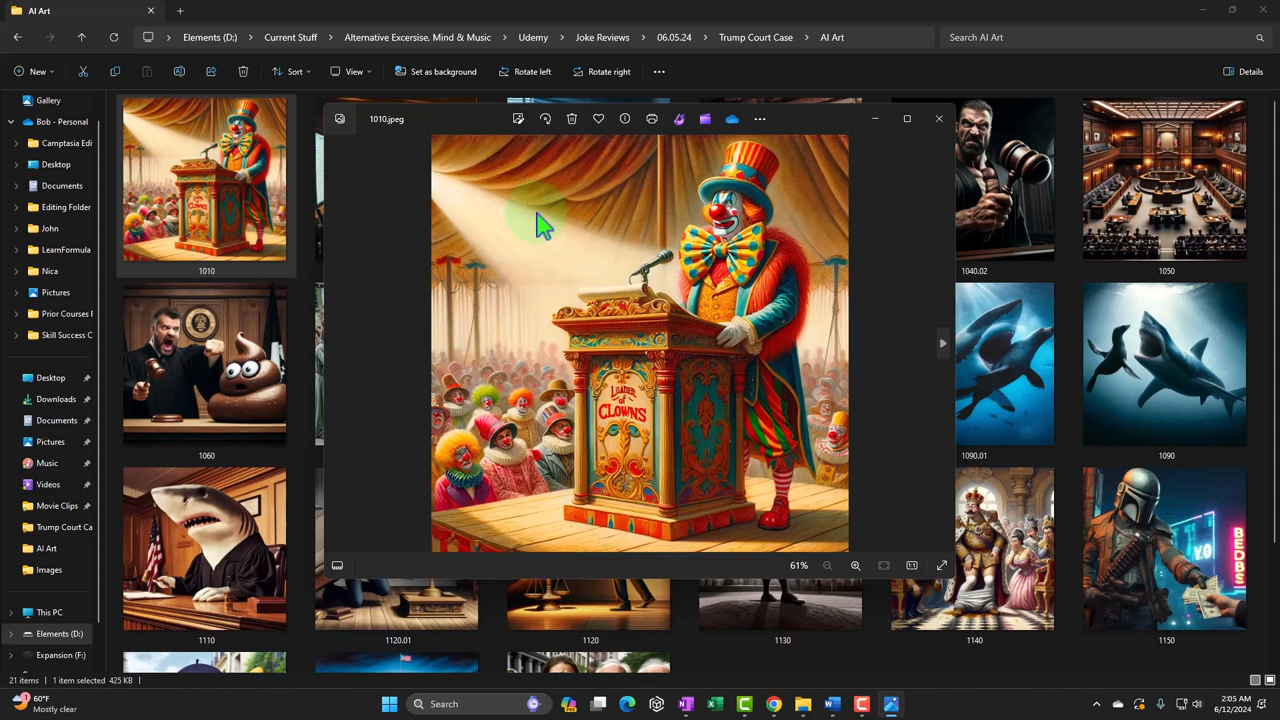 AI Art
Elements (D:)
Current Stuff
Alternative Excersise, Mind & Music
Udemy
Joke Reviews
06.05.24
Trump Court Case
AI Art
Search AI Art
New
Sort
View
Set as background
Rotate left
Rotate right
Details
Gallery
Bob - Personal
Camptasia Edi
Desktop
Documents
Editing Folder
John
LearnFormula
Nica
Pictures
Prior Courses E
Skill Success C
Desktop
Downloads
Documents
Pictures
Music
Videos
Movie Clips
Trump Court Ca
AI Art
Images
This PC
Elements (D:)
Expansion (F:)
1010.jpeg
LEADER
of
CLOWNS
61%
1010
1040.02
1050
1060
1090.01
1090
1110
1120.01
1120
1130
1140
1150
21 items
1 item selected 425 KB
60°F
Mostly clear
Search
2:05 AM
6/12/2024